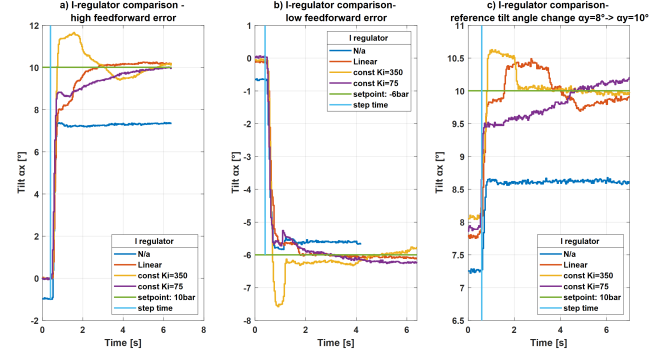 a) I-regulator comparison -
high feedforward error
12
10
8
6
4
2
0
-2
Tilt αx [º]
0
2
4
6
8
Time [s]
I regulator
N/a
Linear
const Ki=350
const Ki=75
setpoint: 10bar
step time
b) I-regulator comparison-
low feedforward error
1
0
-1
-2
-3
-4
-5
-6
-7
-8
Tilt αx [º]
0
2
4
6
Time [s]
I regulator
N/a
Linear
const Ki=350
const Ki=75
setpoint: -6bar
step time
c) I-regulator comparison-
reference tilt angle change αy=8°-> αy=10°
11
10.5
10
9.5
9
8.5
8
7.5
7
6.5
Tilt αx [º]
0
2
4
6
Time [s]
I regulator
N/a
Linear
const Ki=350
const Ki=75
setpoint: 10bar
step time